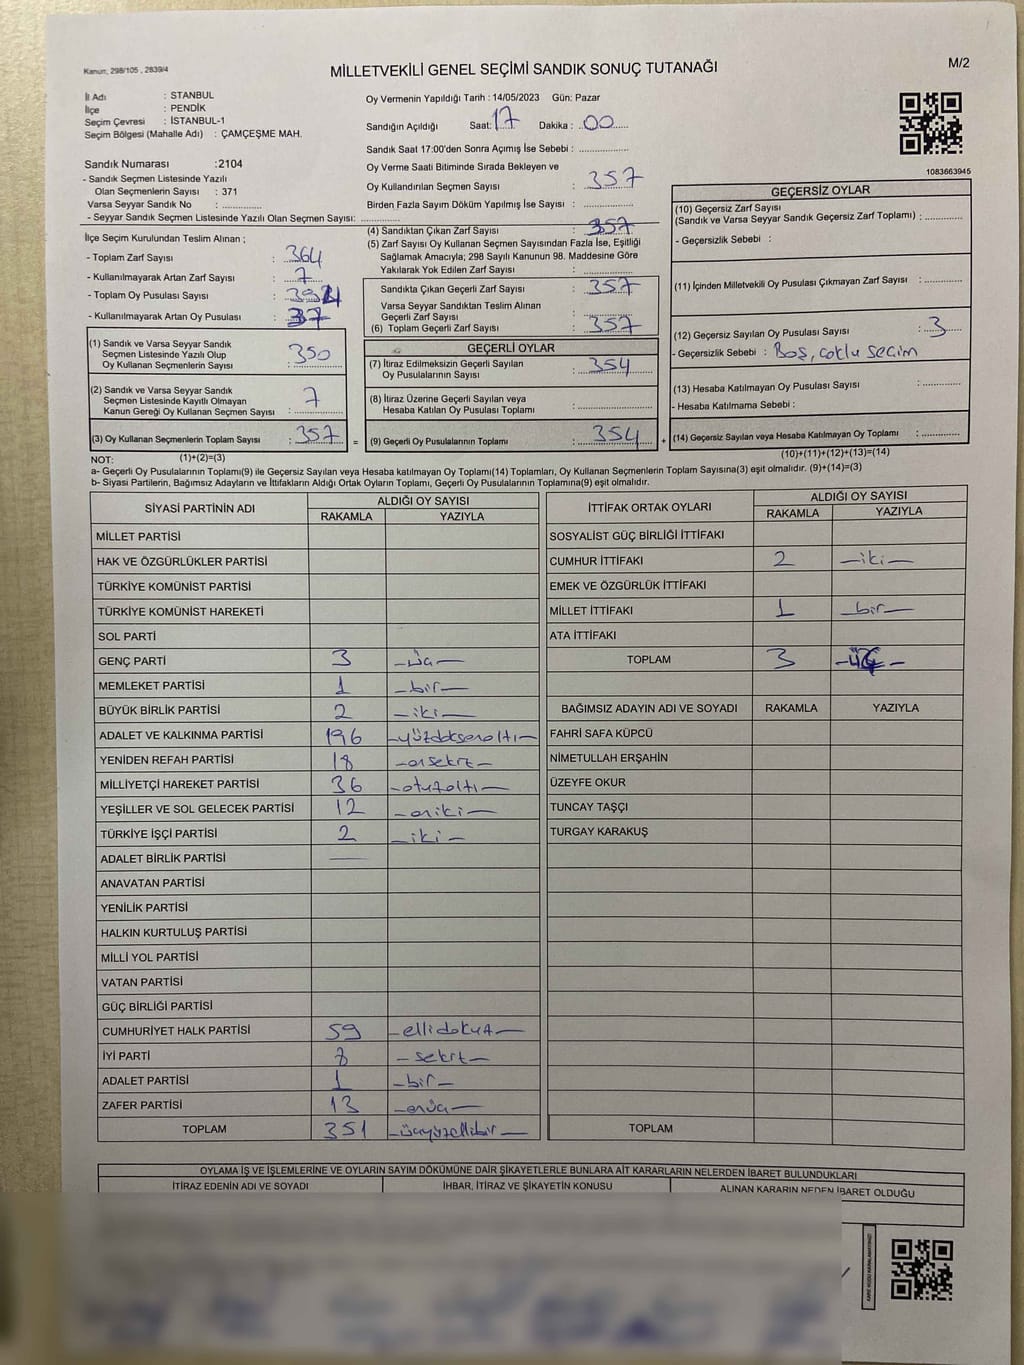 Kanun: 298/105 , 2839/4
MİLLETVEKİLİ GENEL SEÇİMİ SANDIK SONUÇ TUTANAĞI
M/2
İl Adı : STANBUL
İlçe : PENDİK
Seçim Çevresi : İSTANBUL-1
Seçim Bölgesi (Mahalle Adı) : ÇAMÇEŞME MAH.
Sandık Numarası :2104
- Sandık Seçmen Listesinde Yazılı
Olan Seçmenlerin Sayısı : 371
Varsa Seyyar Sandık No : ..............
- Seyyar Sandık Seçmen Listesinde Yazılı Olan Seçmen Sayısı: ..............
Oy Vermenin Yapıldığı Tarih : 14/05/2023 Gün: Pazar
Sandığın Açıldığı Saat: 17 Dakika : 00
Sandık Saat 17:00'den Sonra Açımış İse Sebebi : ..............
Oy Verme Saati Bitiminde Sırada Bekleyen ve
Oy Kullandırılan Seçmen Sayısı : 357
Birden Fazla Sayım Döküm Yapılmış İse Sayısı : ..............
1083663945
İlçe Seçim Kurulundan Teslim Alınan ;
- Toplam Zarf Sayısı : 364
- Kullanılmayarak Artan Zarf Sayısı : 7
- Toplam Oy Pusulası Sayısı : 394
- Kullanılmayarak Artan Oy Pusulası : 37
(1) Sandık ve Varsa Seyyar Sandık
Seçmen Listesinde Yazılı Olup
Oy Kullanan Seçmenlerin Sayısı : 350
(2) Sandık ve Varsa Seyyar Sandık
Seçmen Listesinde Kayıtlı Olmayan
Kanun Gereği Oy Kullanan Seçmen Sayısı : 7
(3) Oy Kullanan Seçmenlerin Toplam Sayısı : 357 =
(4) Sandıktan Çıkan Zarf Sayısı : 357
(5) Zarf Sayısı Oy Kullanan Seçmen Sayısından Fazla İse, Eşitliği
Sağlamak Amacıyla; 298 Sayılı Kanunun 98. Maddesine Göre
Yakılarak Yok Edilen Zarf Sayısı : ..............
Sandıkta Çıkan Geçerli Zarf Sayısı : 357
Varsa Seyyar Sandıktan Teslim Alınan
Geçerli Zarf Sayısı : ..............
(6) Toplam Geçerli Zarf Sayısı : 357
GEÇERLİ OYLAR
(7) İtiraz Edilmeksizin Geçerli Sayılan
Oy Pusulalarının Sayısı : 354
(8) İtiraz Üzerine Geçerli Sayılan veya
Hesaba Katılan Oy Pusulası Toplamı : ..............
(9) Geçerli Oy Pusulalarının Toplamı : 354 +
GEÇERSİZ OYLAR
(10) Geçersiz Zarf Sayısı
(Sandık ve Varsa Seyyar Sandık Geçersiz Zarf Toplamı) : ..............
- Geçersizlik Sebebi :
(11) İçinden Milletvekili Oy Pusulası Çıkmayan Zarf Sayısı : ..............
(12) Geçersiz Sayılan Oy Pusulası Sayısı : 3
- Geçersizlik Sebebi : Boş, çoklu seçim
(13) Hesaba Katılmayan Oy Pusulası Sayısı : ..............
- Hesaba Katılmama Sebebi :
(14) Geçersiz Sayılan veya Hesaba Katılmayan Oy Toplamı : ..............
NOT: (1)+(2)=(3) (10)+(11)+(12)+(13)=(14)
a- Geçerli Oy Pusulalarının Toplamı(9) ile Geçersiz Sayılan veya Hesaba katılmayan Oy Toplamı(14) Toplamları, Oy Kullanan Seçmenlerin Toplam Sayısına(3) eşit olmalıdır. (9)+(14)=(3)
b- Siyasi Partilerin, Bağımsız Adayların ve İttifakların Aldığı Ortak Oyların Toplamı, Geçerli Oy Pusulalarının Toplamına(9) eşit olmalıdır.
SİYASİ PARTİNİN ADI ALDIĞI OY SAYISI
RAKAMLA YAZIYLA
MİLLET PARTİSİ
HAK VE ÖZGÜRLÜKLER PARTİSİ
TÜRKİYE KOMÜNİST PARTİSİ
TÜRKİYE KOMÜNİST HAREKETİ
SOL PARTİ
GENÇ PARTİ 3 -üç-
MEMLEKET PARTİSİ 1 -bir-
BÜYÜK BİRLİK PARTİSİ 2 -iki-
ADALET VE KALKINMA PARTİSİ 196 -yüzdoksanaltı-
YENİDEN REFAH PARTİSİ 18 -onsekiz-
MİLLİYETÇİ HAREKET PARTİSİ 36 -otuzaltı-
YEŞİLLER VE SOL GELECEK PARTİSİ 12 -oniki-
TÜRKİYE İŞÇİ PARTİSİ 2 -iki-
ADALET BİRLİK PARTİSİ —
ANAVATAN PARTİSİ
YENİLİK PARTİSİ
HALKIN KURTULUŞ PARTİSİ
MİLLİ YOL PARTİSİ
VATAN PARTİSİ
GÜÇ BİRLİĞİ PARTİSİ
CUMHURİYET HALK PARTİSİ 59 -ellidokuz-
İYİ PARTİ 8 -sekiz-
ADALET PARTİSİ 1 -bir-
ZAFER PARTİSİ 13 -onüç-
TOPLAM 351 -üçyüzellibir-
İTTİFAK ORTAK OYLARI ALDIĞI OY SAYISI
RAKAMLA YAZIYLA
SOSYALİST GÜÇ BİRLİĞİ İTTİFAKI
CUMHUR İTTİFAKI 2 -iki-
EMEK VE ÖZGÜRLÜK İTTİFAKI
MİLLET İTTİFAKI 1 -bir-
ATA İTTİFAKI
TOPLAM 3 -üç-
BAĞIMSIZ ADAYIN ADI VE SOYADI RAKAMLA YAZIYLA
FAHRİ SAFA KÜPCÜ
NİMETULLAH ERŞAHİN
ÜZEYFE OKUR
TUNCAY TAŞÇI
TURGAY KARAKUŞ
TOPLAM
OYLAMA İŞ VE İŞLEMLERİNE VE OYLARIN SAYIM DÖKÜMÜNE DAİR ŞİKAYETLERLE BUNLARA AİT KARARLARIN NELERDEN İBARET BULUNDUKLARI
İTİRAZ EDENİN ADI VE SOYADI İHBAR, İTİRAZ VE ŞİKAYETİN KONUSU ALINAN KARARIN NEDEN İBARET OLDUĞU
KARE KODU KARALAMAYINIZ!